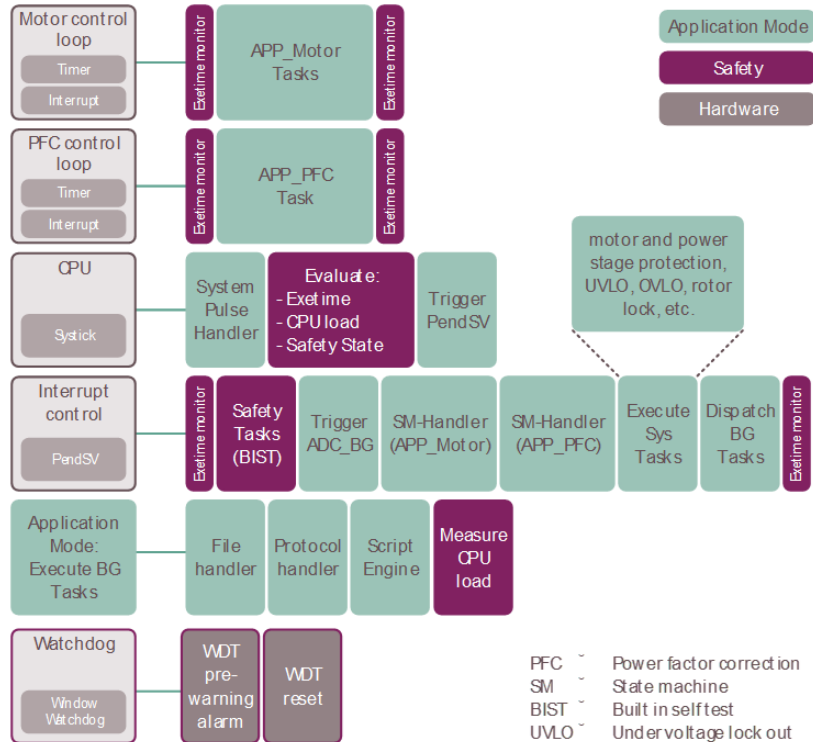 Motor control
loop
Timer
Interrupt
Exetime monitor
APP_Motor
Tasks
Exetime monitor
Application Mode
Safety
Hardware
PFC control
loop
Timer
Interrupt
Exetime monitor
APP_PFC
Task
Exetime monitor
CPU
Systick
System
Pulse
Handler
Evaluate:
- Exetime
- CPU load
- Safety State
Trigger
PendSV
motor and power
stage protection,
UVLO, OVLO, rotor
lock, etc.
Interrupt
control
PendSV
Exetime monitor
Safety
Tasks
(BIST)
Trigger
ADC_BG
SM-Handler
(APP_Motor)
SM-Handler
(APP_PFC)
Execute
Sys
Tasks
Dispatch
BG
Tasks
Exetime monitor
Application
Mode:
Execute BG
Tasks
File
handler
Protocol
handler
Script
Engine
Measure
CPU
load
Watchdog
Window
Watchdog
WDT
pre-
warning
alarm
WDT
reset
PFC ˘ Power factor correction
SM ˘ State machine
BIST ˘ Built in self test
UVLO ˘ Under voltage lock out